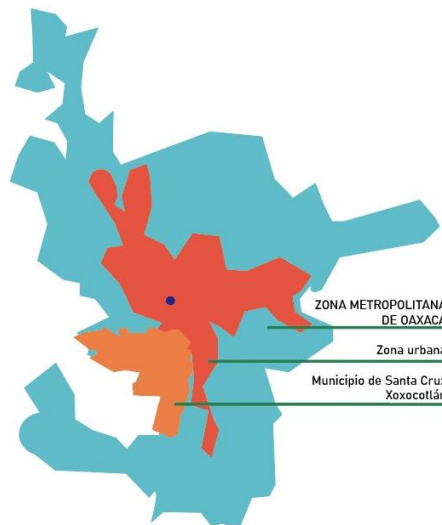 ZONA METROPOLITANA
DE OAXACA
Zona urbana
Municipio de Santa Cruz
Xoxocotlán